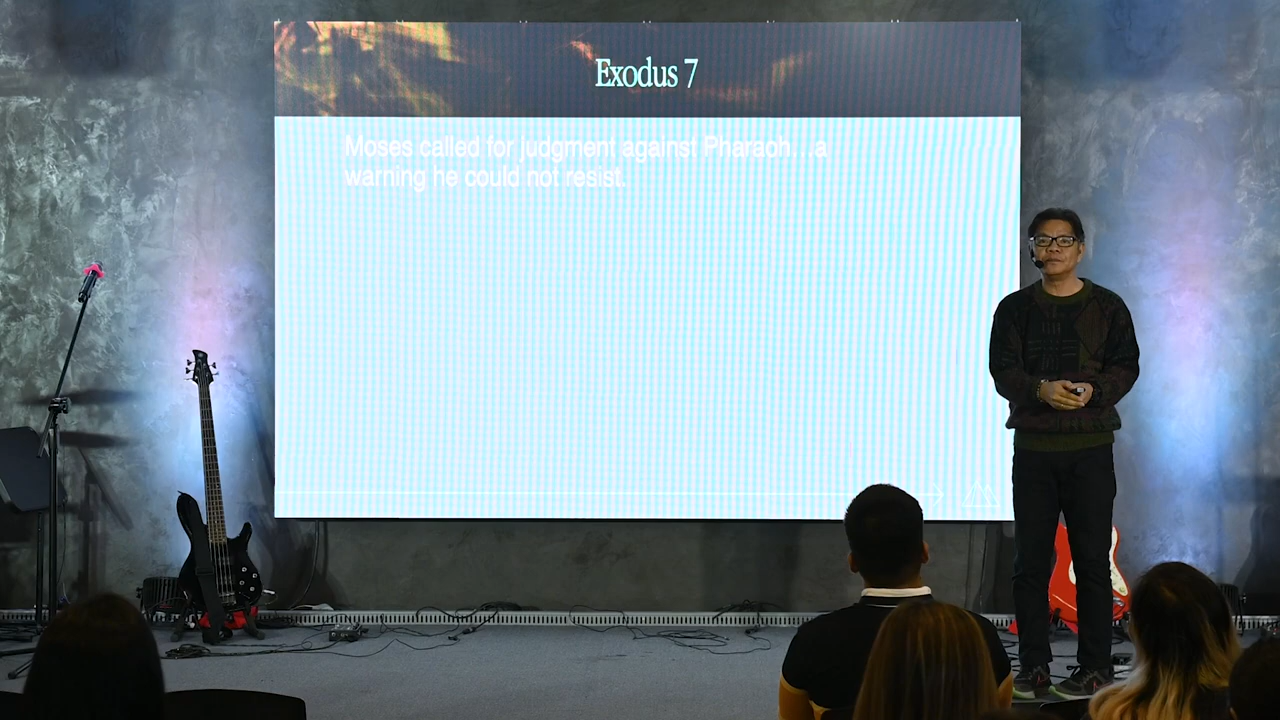 Exodus 7
Moses called for judgment against Pharaoh...a
warning he could not resist.